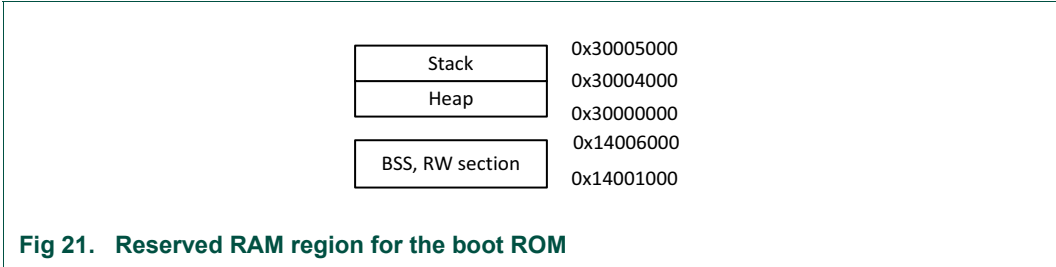 0x30005000
Stack
0x30004000
Heap
0x30000000
0x14006000
BSS, RW section
0x14001000
Fig 21. Reserved RAM region for the boot ROM